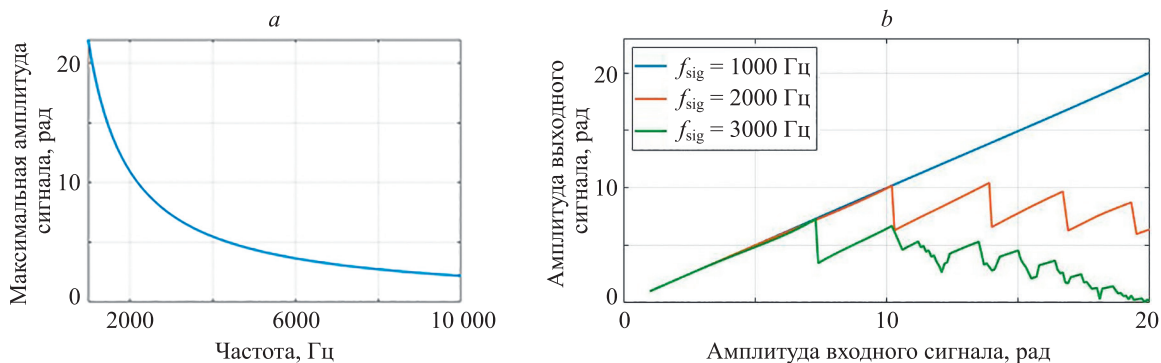 a
Максимальная амплитуда
сигнала, рад
20
10
0
2000
6000
10 000
Частота, Гц
b
Амплитуда выходного
сигнала, рад
20
10
0
f_sig = 1000 Гц
f_sig = 2000 Гц
f_sig = 3000 Гц
0
10
20
Амплитуда входного сигнала, рад